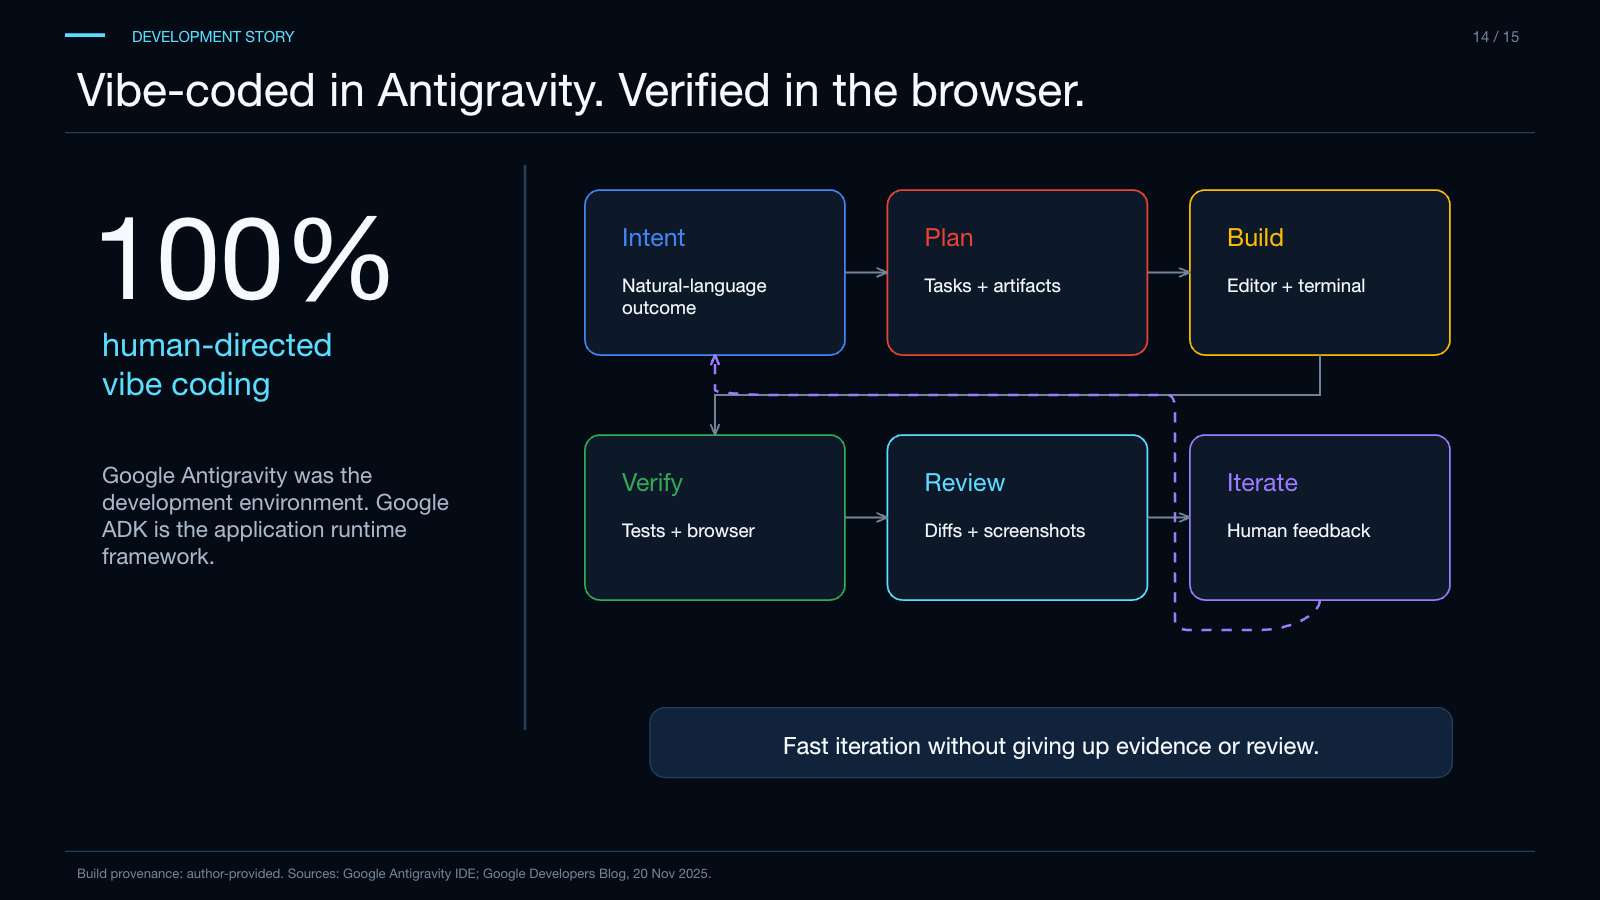 DEVELOPMENT STORY
14 / 15
Vibe-coded in Antigravity. Verified in the browser.
100%
human-directed
vibe coding
Google Antigravity was the
development environment. Google
ADK is the application runtime
framework.
Intent
Natural-language
outcome
Plan
Tasks + artifacts
Build
Editor + terminal
Verify
Tests + browser
Review
Diffs + screenshots
Iterate
Human feedback
Fast iteration without giving up evidence or review.
Build provenance: author-provided. Sources: Google Antigravity IDE; Google Developers Blog, 20 Nov 2025.